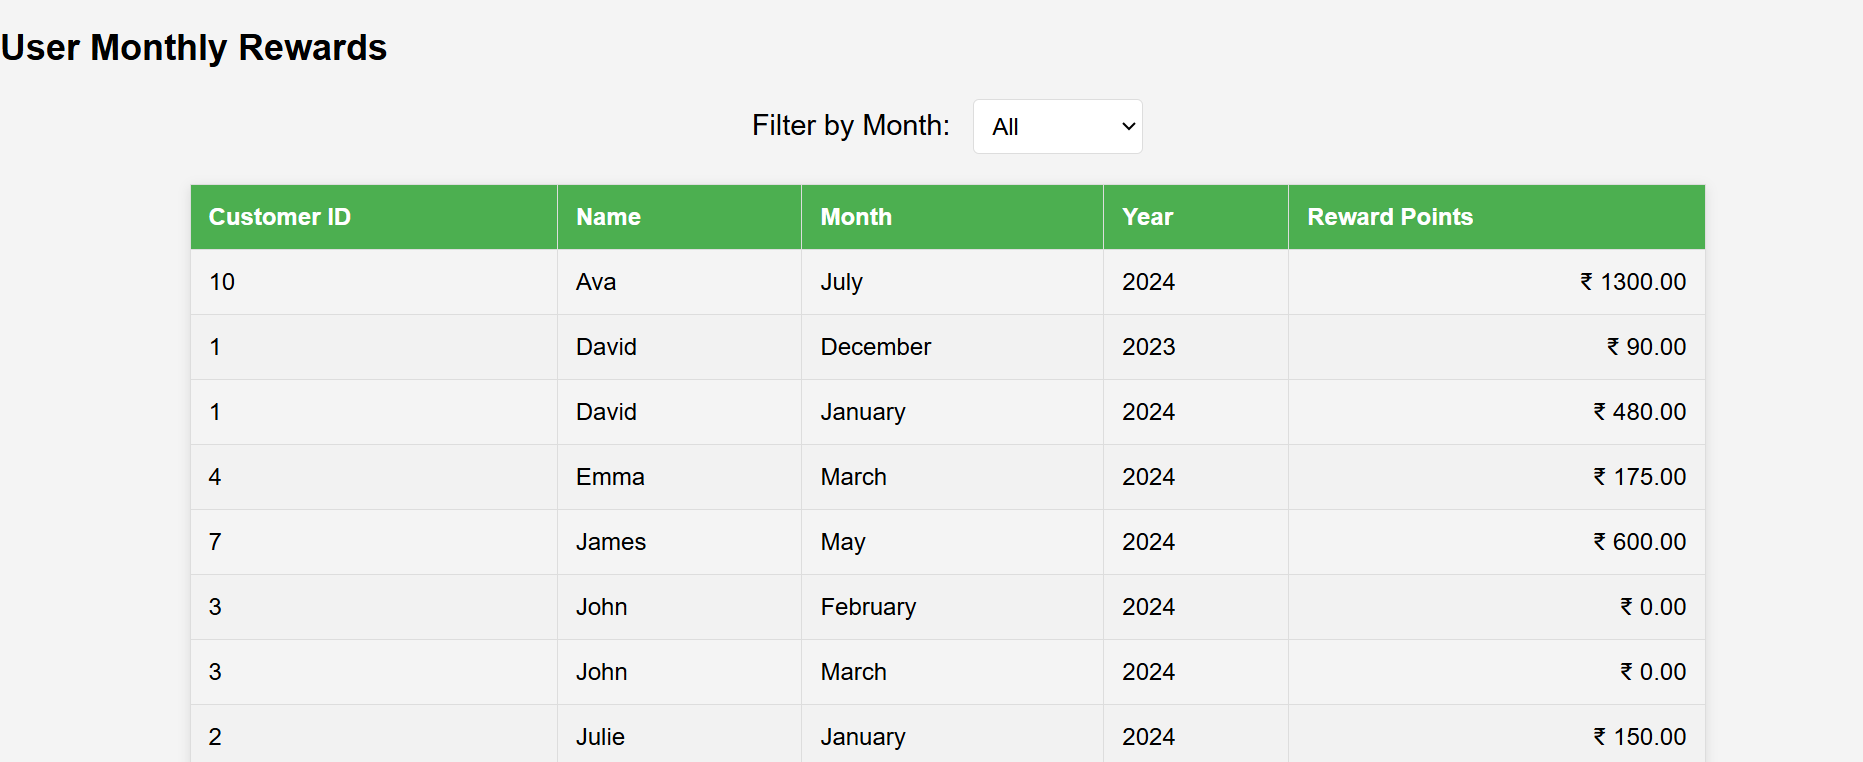 User Monthly Rewards
Filter by Month: All
Customer ID Name Month Year Reward Points
10 Ava July 2024 ₹ 1300.00
1 David December 2023 ₹ 90.00
1 David January 2024 ₹ 480.00
4 Emma March 2024 ₹ 175.00
7 James May 2024 ₹ 600.00
3 John February 2024 ₹ 0.00
3 John March 2024 ₹ 0.00
2 Julie January 2024 ₹ 150.00